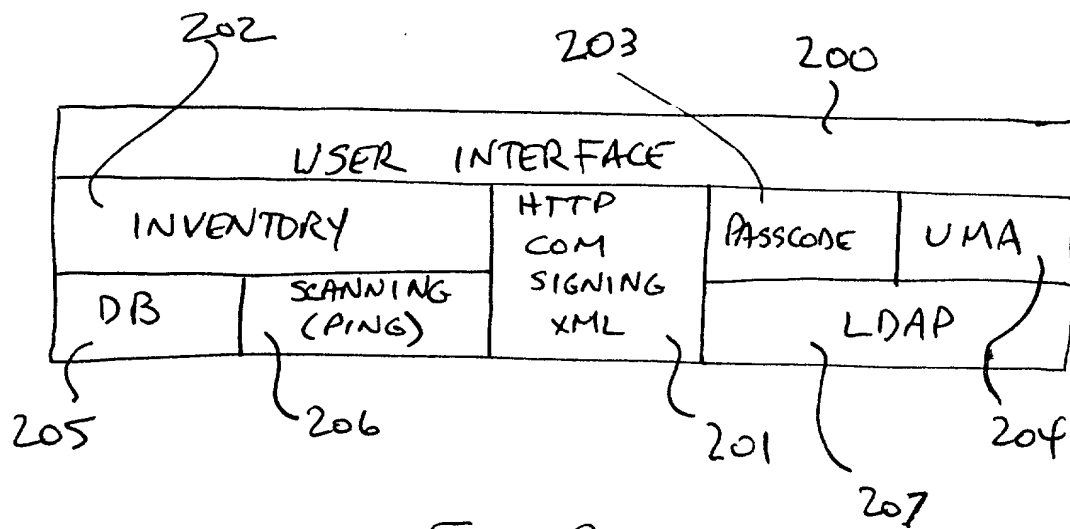 202
203
200
USER INTERFACE
INVENTORY
HTTP
COM
SIGNING
XML
PASSCODE
UMA
DB
SCANNING
(PING)
LDAP
205
206
201
204
207